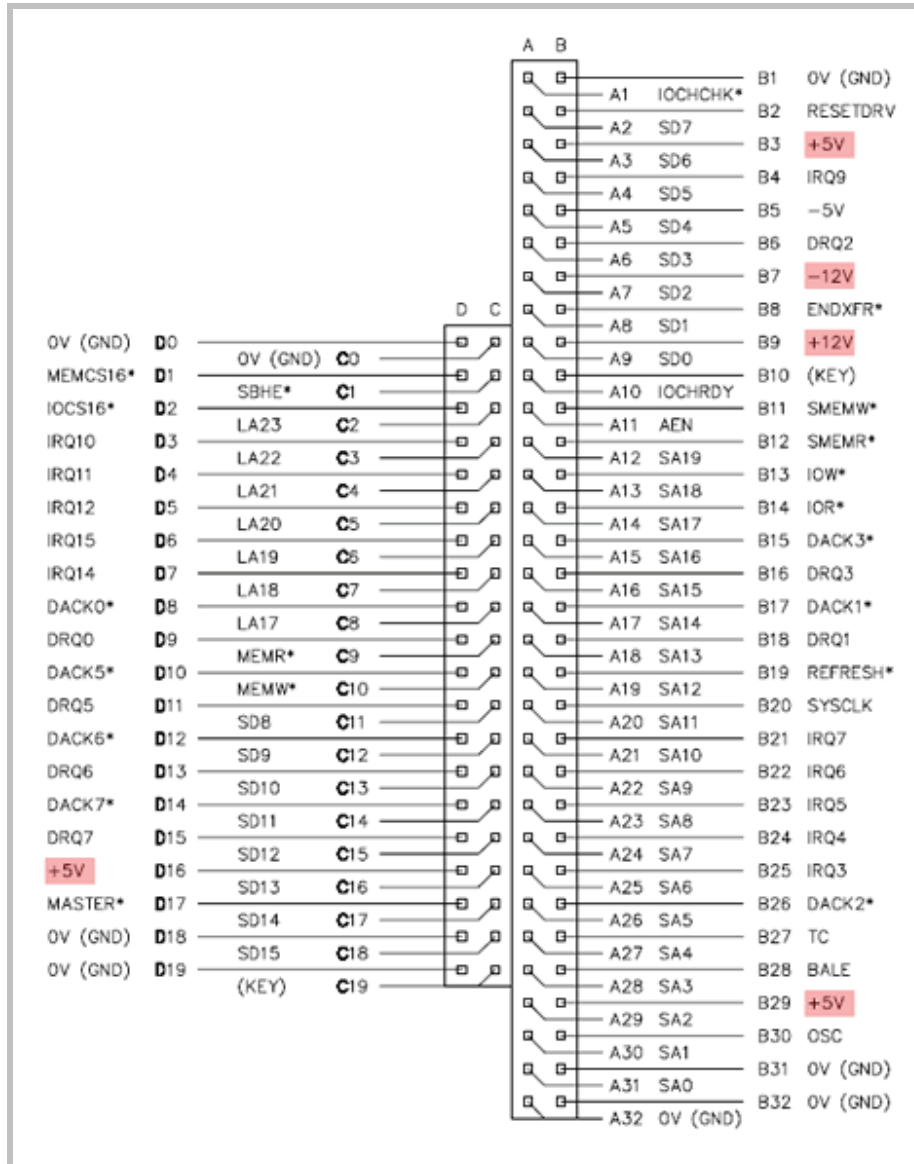 A B
B1 0V (GND)
A1 IOCHCHK*
B2 RESETDRV
A2 SD7
B3 +5V
A3 SD6
B4 IRQ9
A4 SD5
B5 -5V
A5 SD4
B6 DRQ2
A6 SD3
B7 -12V
A7 SD2
D C
B8 ENDXFR*
A8 SD1
0V (GND) D0
B9 +12V
0V (GND) C0
A9 SD0
MEMCS16* D1
B10 (KEY)
SBHE* C1
A10 IOCHRDY
IOCS16* D2
B11 SMEMW*
LA23 C2
A11 AEN
IRQ10 D3
B12 SMEMR*
LA22 C3
A12 SA19
IRQ11 D4
B13 IOW*
LA21 C4
A13 SA18
IRQ12 D5
B14 IOR*
LA20 C5
A14 SA17
IRQ15 D6
B15 DACK3*
LA19 C6
A15 SA16
IRQ14 D7
B16 DRQ3
LA18 C7
A16 SA15
DACK0* D8
B17 DACK1*
LA17 C8
A17 SA14
DRQ0 D9
B18 DRQ1
MEMR* C9
A18 SA13
DACK5* D10
B19 REFRESH*
MEMW* C10
A19 SA12
DRQ5 D11
B20 SYSCLK
SD8 C11
A20 SA11
DACK6* D12
B21 IRQ7
SD9 C12
A21 SA10
DRQ6 D13
B22 IRQ6
SD10 C13
A22 SA9
DACK7* D14
B23 IRQ5
SD11 C14
A23 SA8
DRQ7 D15
B24 IRQ4
SD12 C15
A24 SA7
+5V D16
B25 IRQ3
SD13 C16
A25 SA6
MASTER* D17
B26 DACK2*
SD14 C17
A26 SA5
0V (GND) D18
B27 TC
SD15 C18
A27 SA4
0V (GND) D19
B28 BALE
(KEY) C19
A28 SA3
B29 +5V
A29 SA2
B30 OSC
A30 SA1
B31 0V (GND)
A31 SA0
B32 0V (GND)
A32 0V (GND)